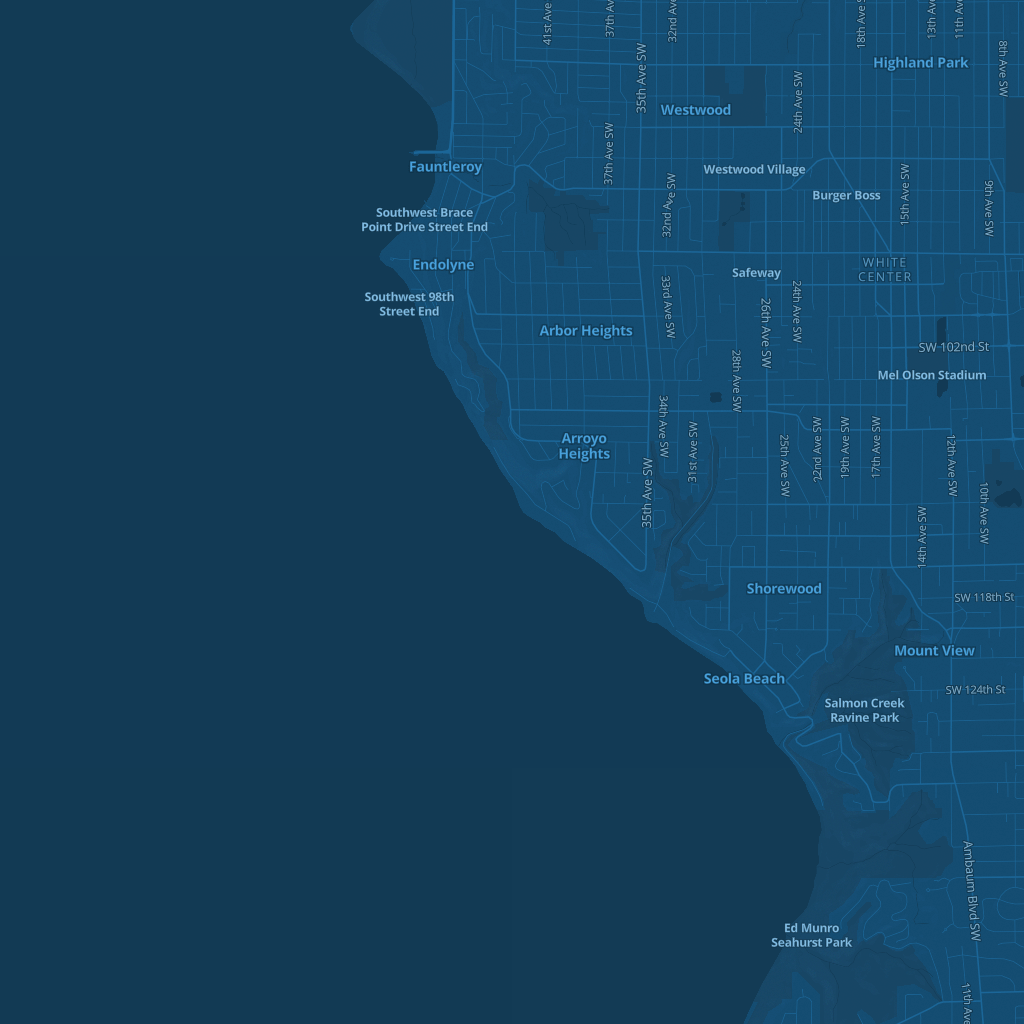 41st Ave
37th Av
32nd Ave
18th Ave S
13th Ave
11th Ave
8th Ave SW
Highland Park
35th Ave SW
24th Ave SW
Westwood
37th Ave SW
Fauntleroy
Westwood Village
Burger Boss
15th Ave SW
9th Ave SW
32nd Ave SW
Southwest Brace
Point Drive Street End
Endolyne
WHITE
CENTER
Safeway
Southwest 98th
Street End
33rd Ave SW
24th Ave SW
26th Ave SW
Arbor Heights
SW 102nd St
28th Ave SW
Mel Olson Stadium
34th Ave SW
31st Ave SW
Arroyo
Heights
25th Ave SW
22nd Ave SW
19th Ave SW
17th Ave SW
12th Ave SW
35th Ave SW
10th Ave SW
14th Ave SW
Shorewood
SW 118th St
Mount View
Seola Beach
SW 124th St
Salmon Creek
Ravine Park
Ambaum Blvd SW
Ed Munro
Seahurst Park
11th Ave